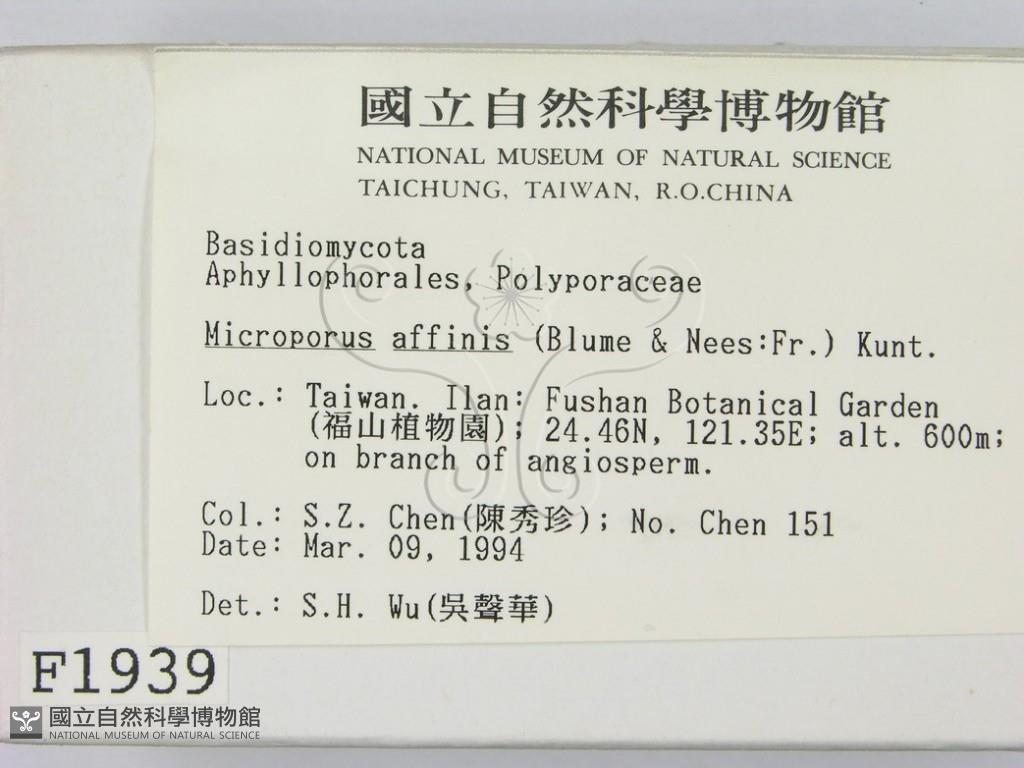 國立自然科學博物館
NATIONAL MUSEUM OF NATURAL SCIENCE
TAICHUNG, TAIWAN, R.O.CHINA
Basidiomycota
Aphyllophorales, Polyporaceae
Microporus affinis (Blume & Nees:Fr.) Kunt.
Loc.: Taiwan. Ilan: Fushan Botanical Garden
(福山植物園); 24.46N, 121.35E; alt. 600m;
on branch of angiosperm.
Col.: S.Z. Chen(陳秀珍); No. Chen 151
Date: Mar. 09, 1994
Det.: S.H. Wu(吳聲華)
F1939
國立自然科學博物館
NATIONAL MUSEUM OF NATURAL SCIENCE